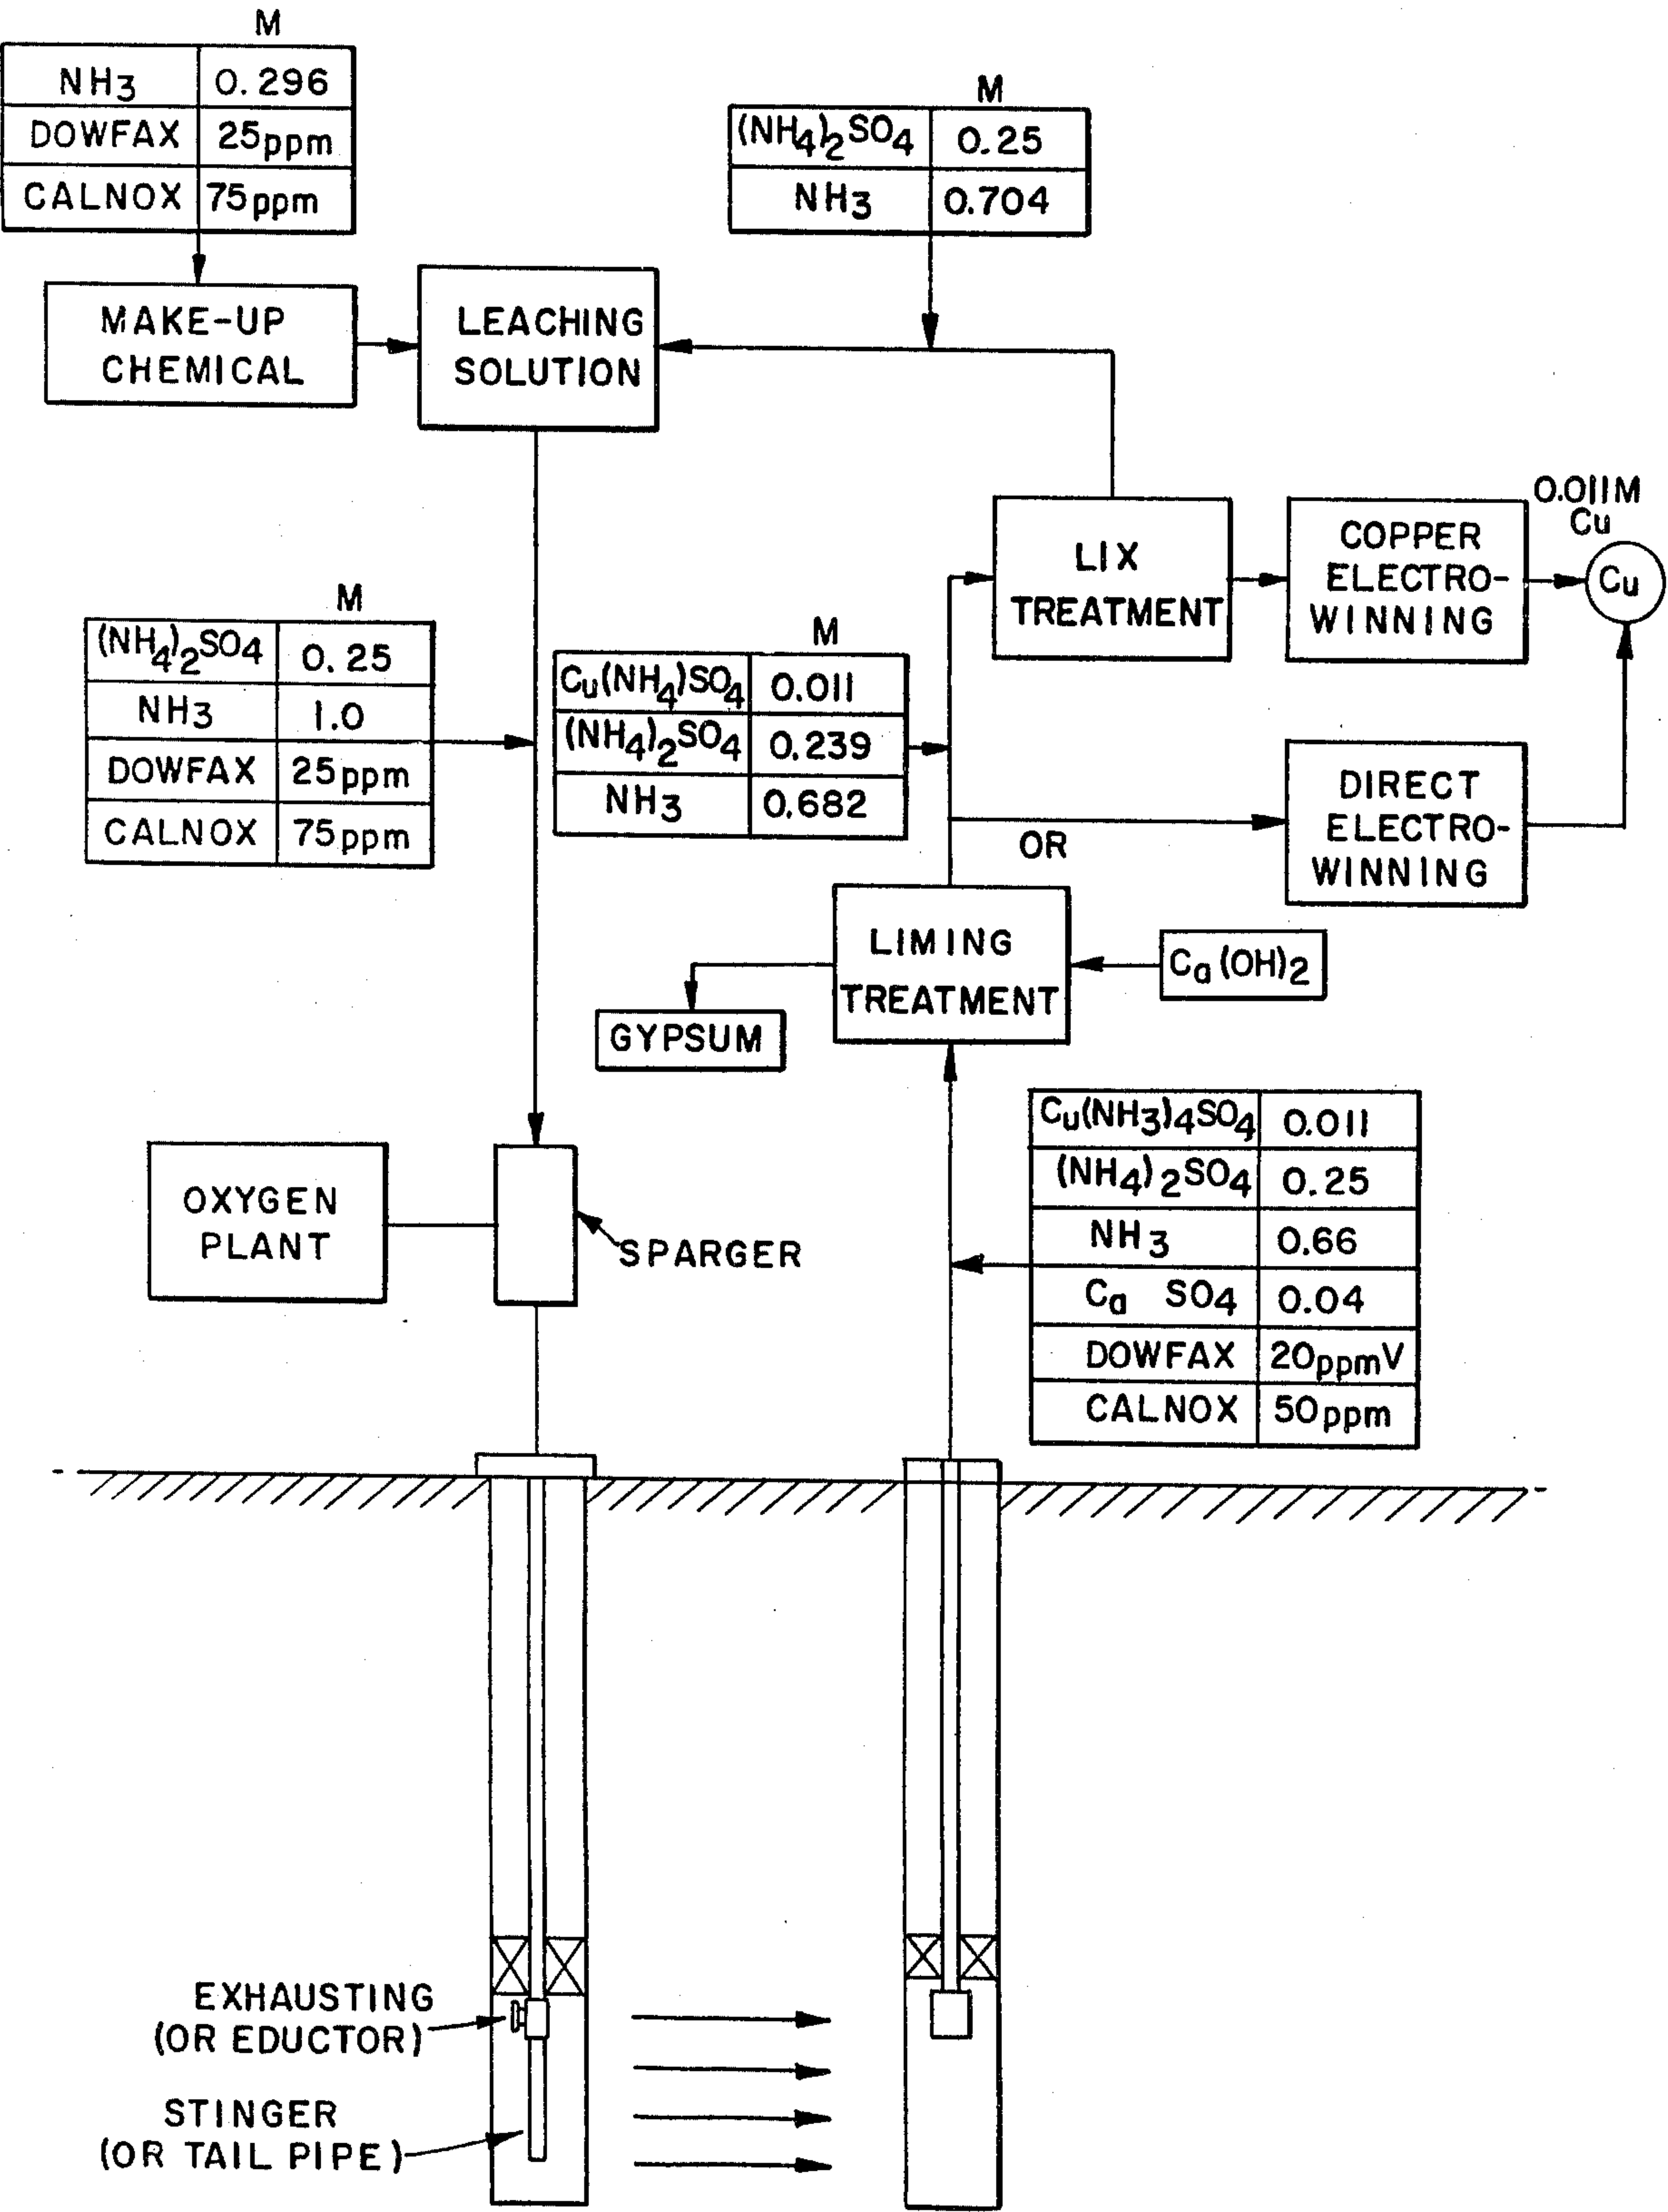 M
NH3 0.296
DOWFAX 25ppm
CALNOX 75ppm
MAKE-UP
CHEMICAL
LEACHING
SOLUTION
M
(NH4)2SO4 0.25
NH3 0.704
LIX
TREATMENT
COPPER
ELECTRO-
WINNING
0.011M
Cu
Cu
M
(NH4)2SO4 0.25
NH3 1.0
DOWFAX 25ppm
CALNOX 75ppm
M
Cu(NH4)SO4 0.011
(NH4)2SO4 0.239
NH3 0.682
OR
DIRECT
ELECTRO-
WINNING
LIMING
TREATMENT
Ca(OH)2
GYPSUM
Cu(NH3)4SO4 0.011
(NH4)2SO4 0.25
NH3 0.66
Ca SO4 0.04
DOWFAX 20ppmV
CALNOX 50ppm
OXYGEN
PLANT
SPARGER
EXHAUSTING
(OR EDUCTOR)
STINGER
(OR TAIL PIPE)